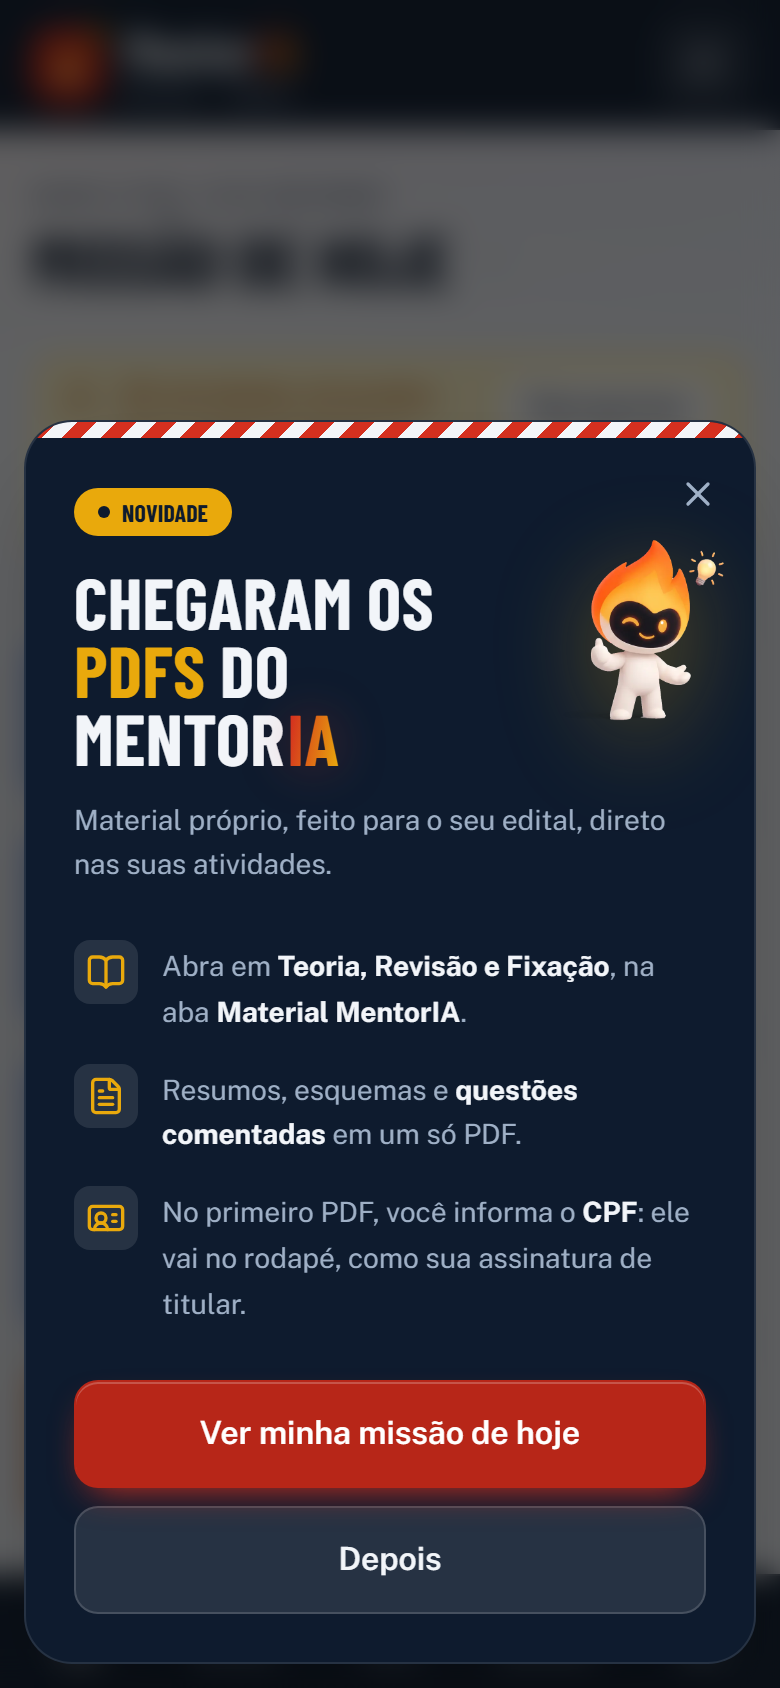 NOVIDADE
CHEGARAM OS
PDFS DO
MENTORIA
Material próprio, feito para o seu edital, direto
nas suas atividades.
Abra em Teoria, Revisão e Fixação, na
aba Material MentorIA.
Resumos, esquemas e questões
comentadas em um só PDF.
No primeiro PDF, você informa o CPF: ele
vai no rodapé, como sua assinatura de
titular.
Ver minha missão de hoje
Depois